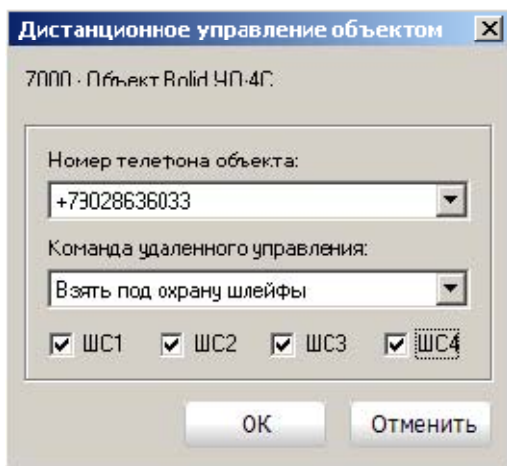 Дистанционное управление объектом
7000 · Объект Bolid УО-4С
Номер телефона объекта:
+79028636033
Команда удаленного управления:
Взять под охрану шлейфы
ШС1 ШС2 ШС3 ШС4
ОК Отменить